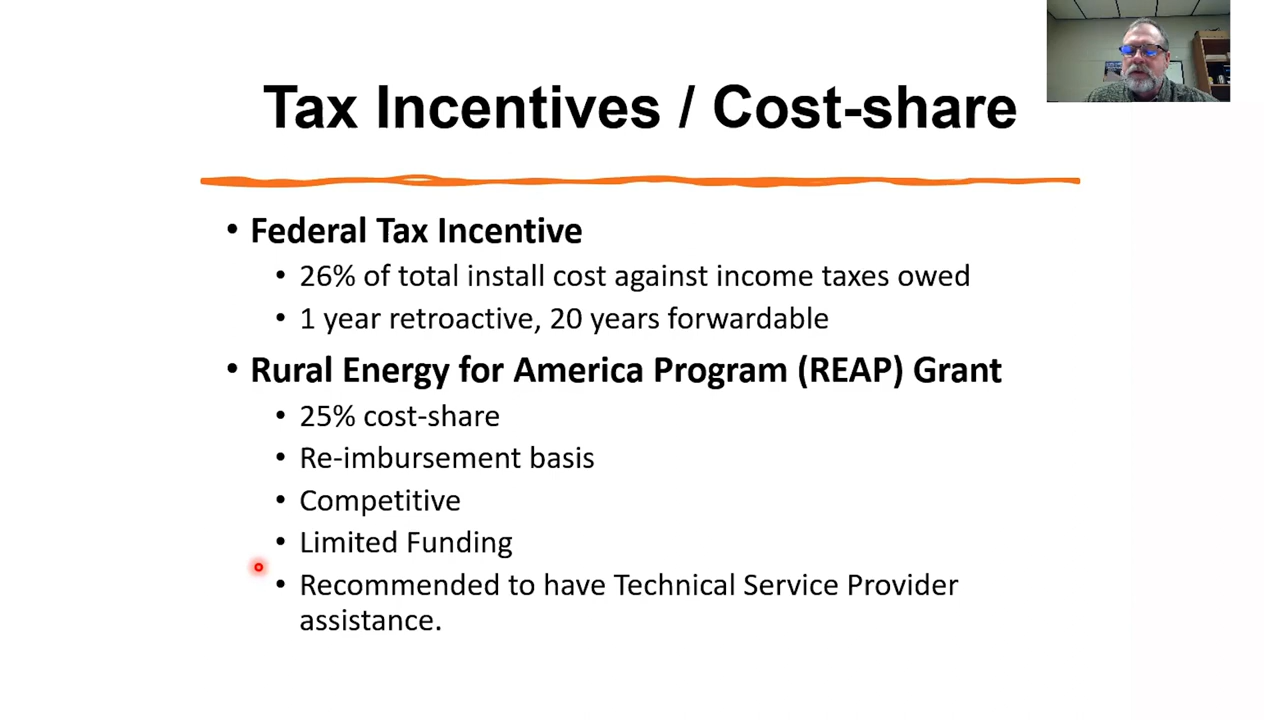 Tax Incentives / Cost-share
• Federal Tax Incentive
• 26% of total install cost against income taxes owed
• 1 year retroactive, 20 years forwardable
• Rural Energy for America Program (REAP) Grant
• 25% cost-share
• Re-imbursement basis
• Competitive
• Limited Funding
• Recommended to have Technical Service Provider
assistance.